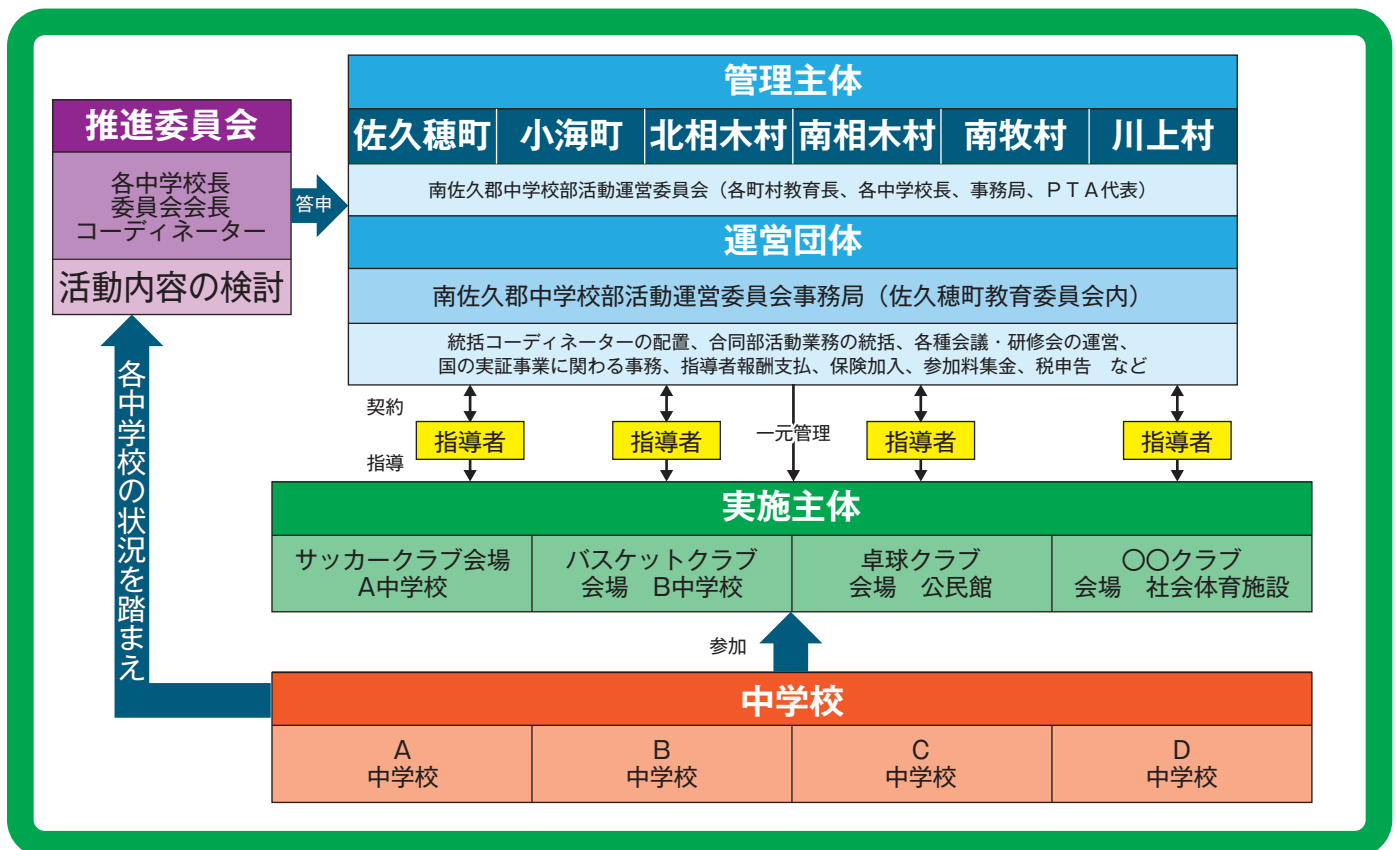 管理主体
佐久穂町 小海町 北相木村 南相木村 南牧村 川上村
南佐久郡中学校部活動運営委員会（各町村教育長、各中学校長、事務局、ＰＴＡ代表）
推進委員会
各中学校長
委員会会長
コーディネーター
活動内容の検討
答申
運営団体
南佐久郡中学校部活動運営委員会事務局（佐久穂町教育委員会内）
統括コーディネーターの配置、合同部活動業務の統括、各種会議・研修会の運営、
国の実証事業に関わる事務、指導者報酬支払、保険加入、参加料集金、税申告　など
契約
指導者 指導者 一元管理 指導者 指導者
指導
実施主体
サッカークラブ会場
A中学校
バスケットクラブ
会場　B中学校
卓球クラブ
会場　公民館
〇〇クラブ
会場　社会体育施設
各中学校の状況を踏まえ
参加
中学校
A
中学校
B
中学校
C
中学校
D
中学校